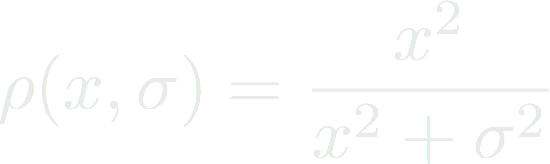 ρ(x, σ) = x² / (x² + σ²)